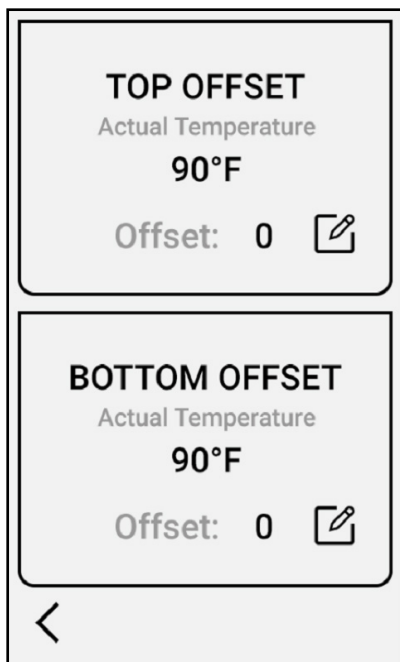 TOP OFFSET
Actual Temperature
90°F
Offset: 0
BOTTOM OFFSET
Actual Temperature
90°F
Offset: 0